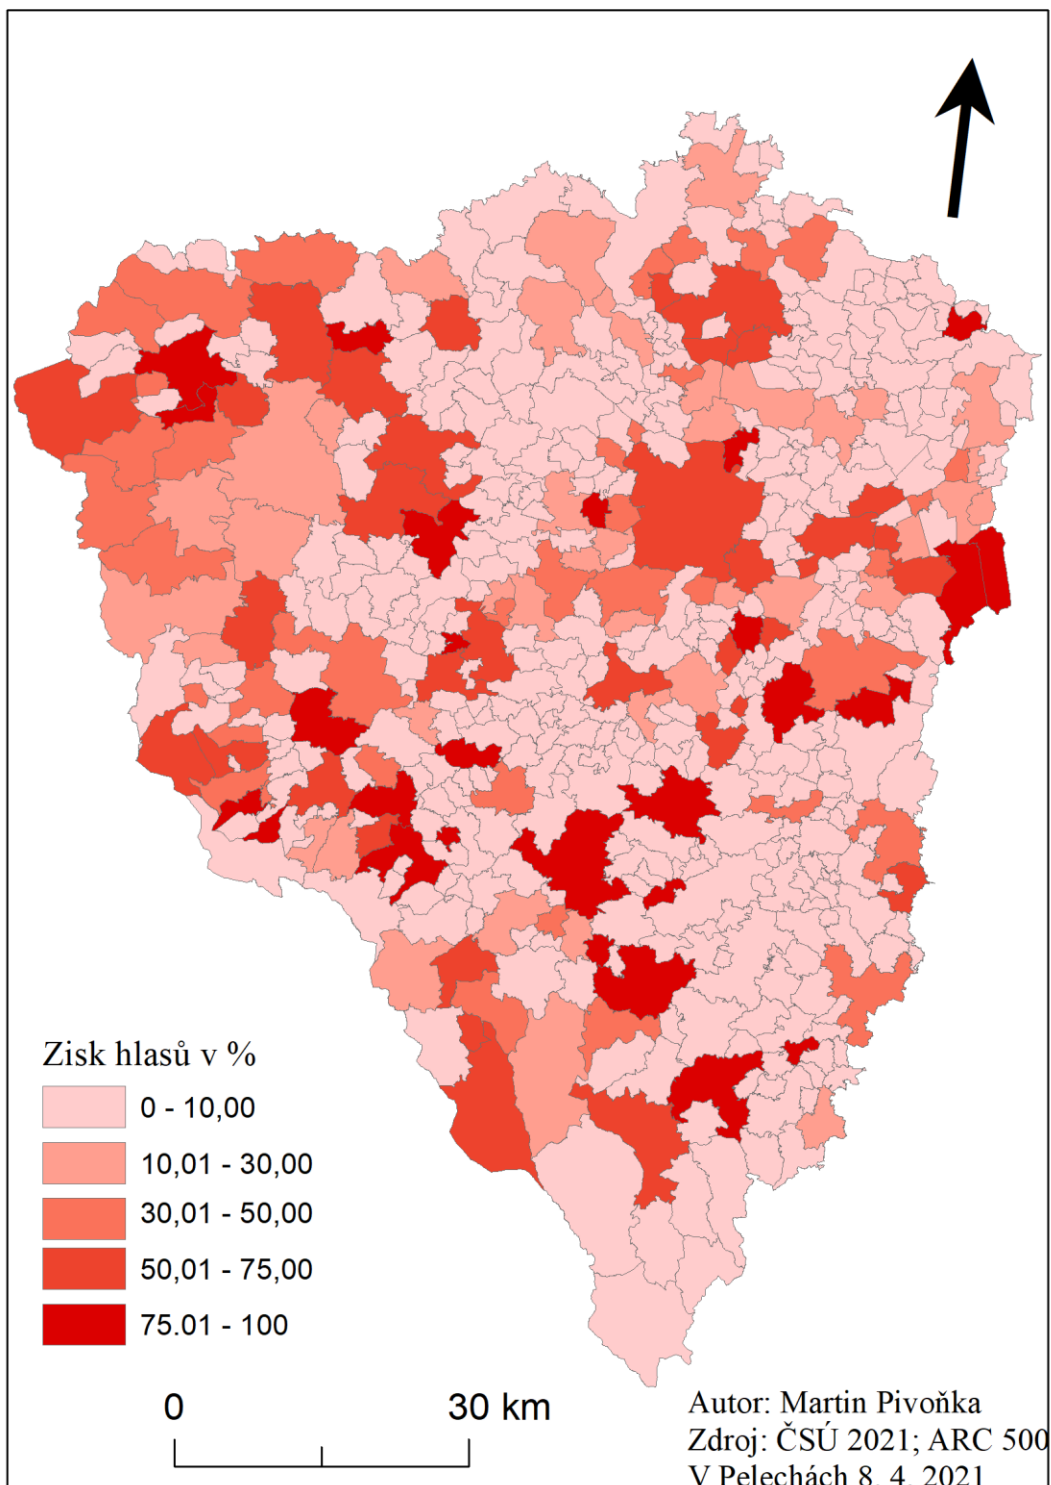 Zisk hlasů v %
0 - 10,00
10,01 - 30,00
30,01 - 50,00
50,01 - 75,00
75.01 - 100
0 30 km
Autor: Martin Pivoňka
Zdroj: ČSÚ 2021; ARC 500
V Pelechách 8. 4. 2021